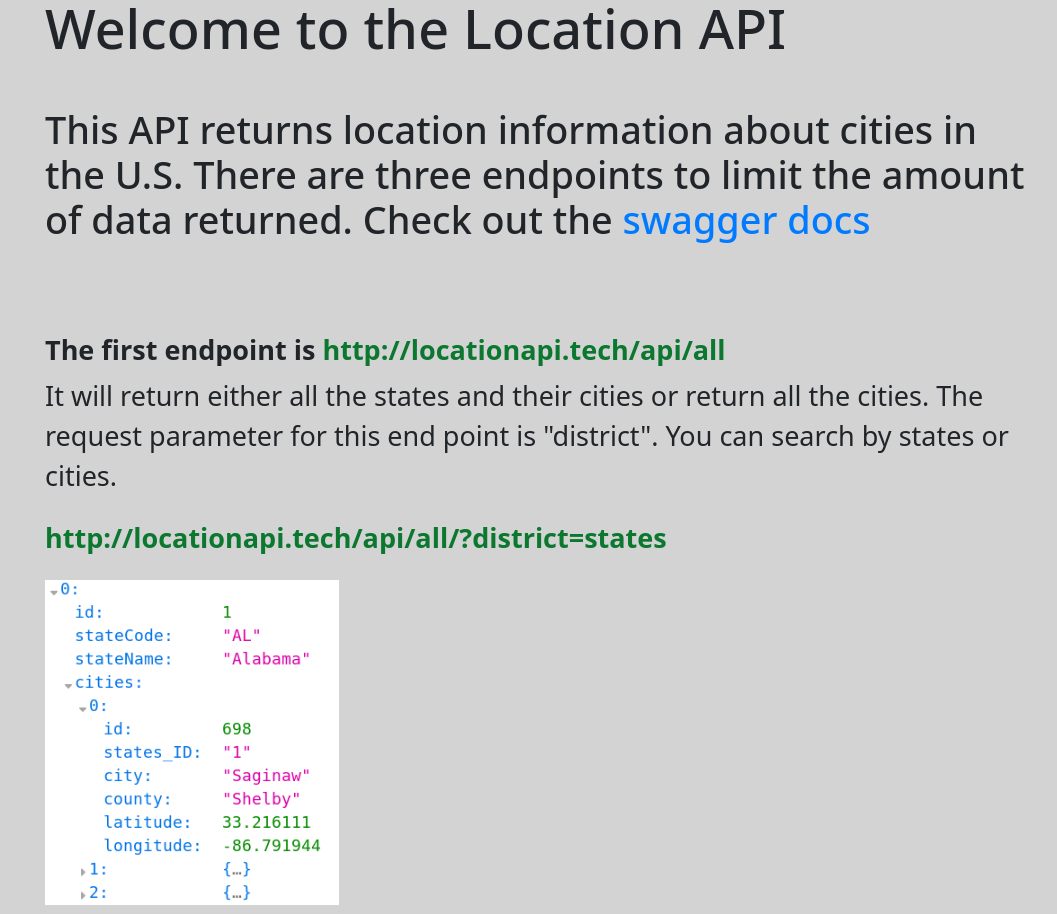 Welcome to the Location API
This API returns location information about cities in
the U.S. There are three endpoints to limit the amount
of data returned. Check out the swagger docs
The first endpoint is http://locationapi.tech/api/all
It will return either all the states and their cities or return all the cities. The
request parameter for this end point is "district". You can search by states or
cities.
http://locationapi.tech/api/all/?district=states
0:
id: 1
stateCode: "AL"
stateName: "Alabama"
cities:
0:
id: 698
states_ID: "1"
city: "Saginaw"
county: "Shelby"
latitude: 33.216111
longitude: -86.791944
1: {…}
2: {…}